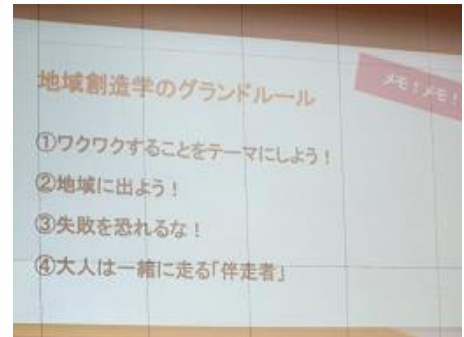 メモ！メモ！
地域創造学のグランドルール
①ワクワクすることをテーマにしよう！
②地域に出よう！
③失敗を恐れるな！
④大人は一緒に走る「伴走者」